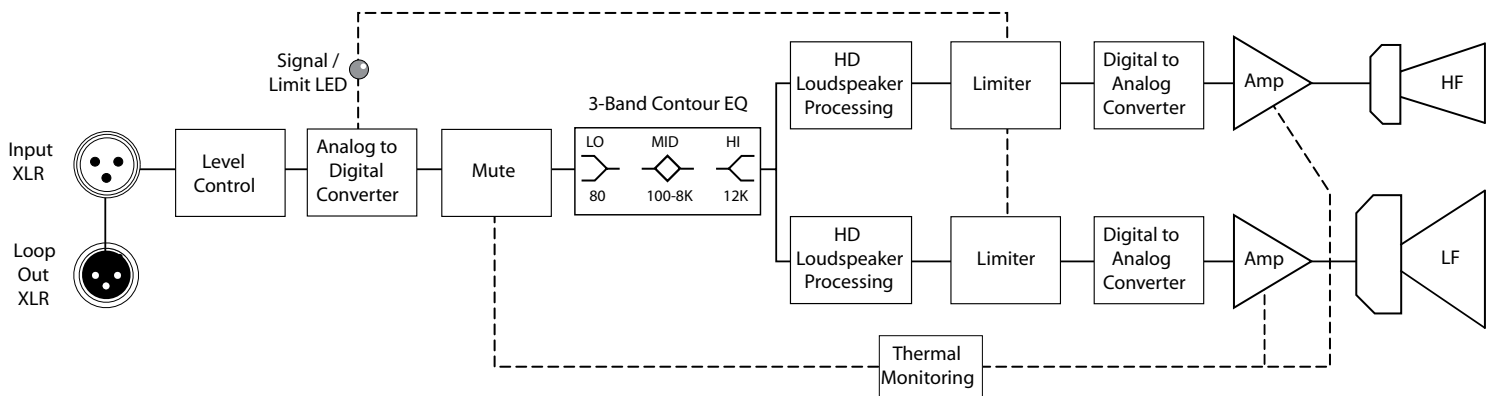 Signal /
Limit LED
Input
XLR
Loop
Out
XLR
Level
Control
Analog to
Digital
Converter
Mute
3-Band Contour EQ
LO MID HI
80 100-8K 12K
HD
Loudspeaker
Processing
Limiter
Digital to
Analog
Converter
Amp
HF
HD
Loudspeaker
Processing
Limiter
Digital to
Analog
Converter
Amp
LF
Thermal
Monitoring